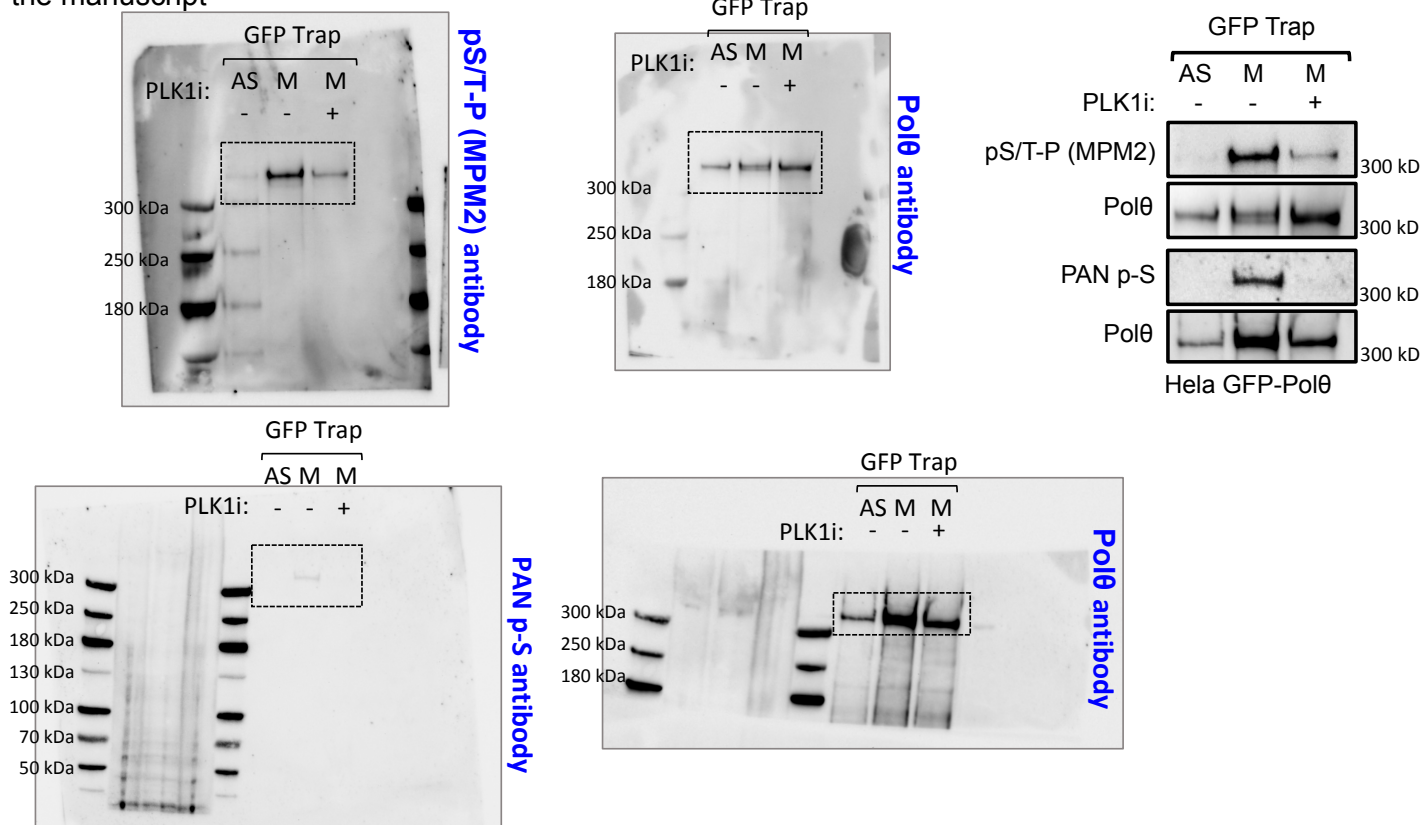 the manuscript
GFP Trap
PLK1i:
AS M M
- - +
300 kDa
250 kDa
180 kDa
pS/T-P (MPM2) antibody
GFP Trap
PLK1i:
AS M M
- - +
300 kDa
250 kDa
180 kDa
Polθ antibody
GFP Trap
AS M M
PLK1i: - - +
pS/T-P (MPM2) 300 kD
Polθ 300 kD
PAN p-S 300 kD
Polθ 300 kD
Hela GFP-Polθ
GFP Trap
AS M M
PLK1i: - - +
300 kDa
250 kDa
180 kDa
130 kDa
100 kDa
70 kDa
50 kDa
PAN p-S antibody
GFP Trap
AS M M
PLK1i: - - +
300 kDa
250 kDa
180 kDa
Polθ antibody